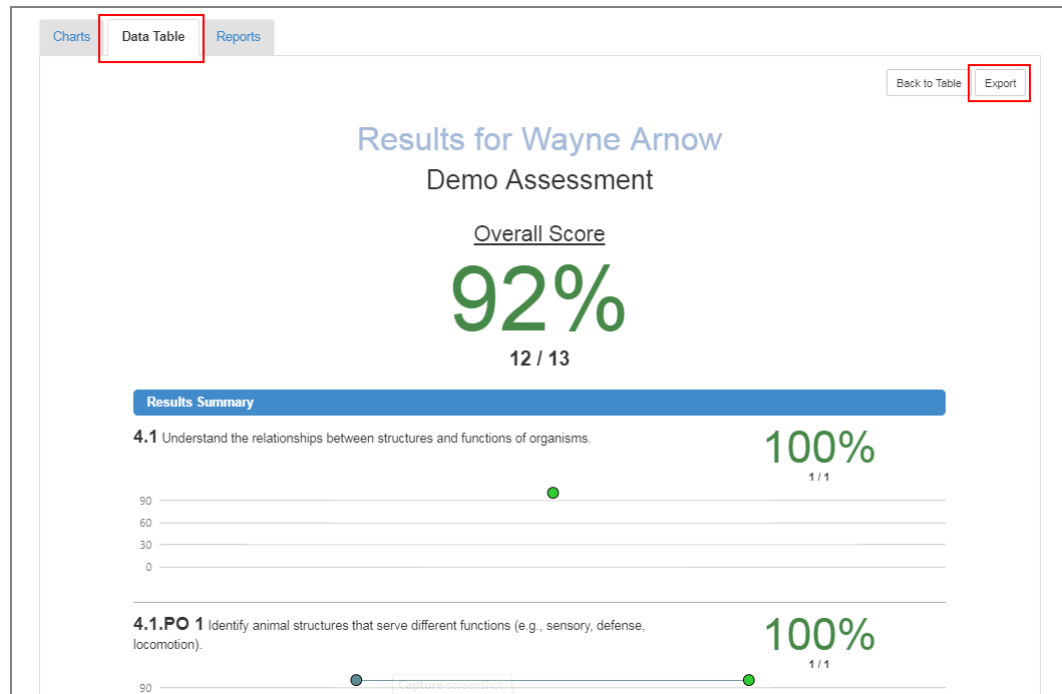 Charts Data Table Reports
Back to Table Export
Results for Wayne Arnow
Demo Assessment
Overall Score
92%
12 / 13
Results Summary
4.1 Understand the relationships between structures and functions of organisms.
100%
1 / 1
90
60
30
0
4.1.PO 1 Identify animal structures that serve different functions (e.g., sensory, defense,
locomotion).
100%
1 / 1
90
Capture screenshot.